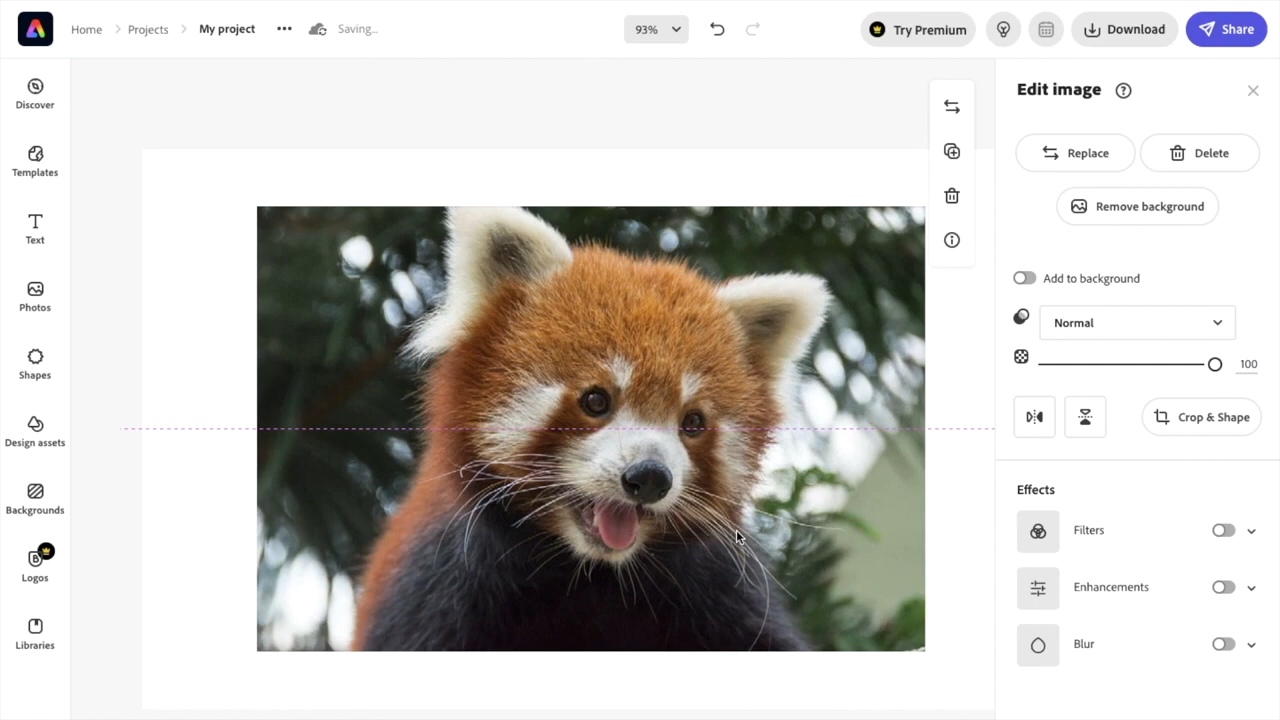 Home
Projects
My project
•••
Saving...
93%
Try Premium
Download
Share
Discover
Templates
Text
Photos
Shapes
Design assets
Backgrounds
B
Logos
Libraries
Edit image
?
Replace
Delete
Remove background
Add to background
Normal
100
Crop & Shape
Effects
Filters
Enhancements
Blur